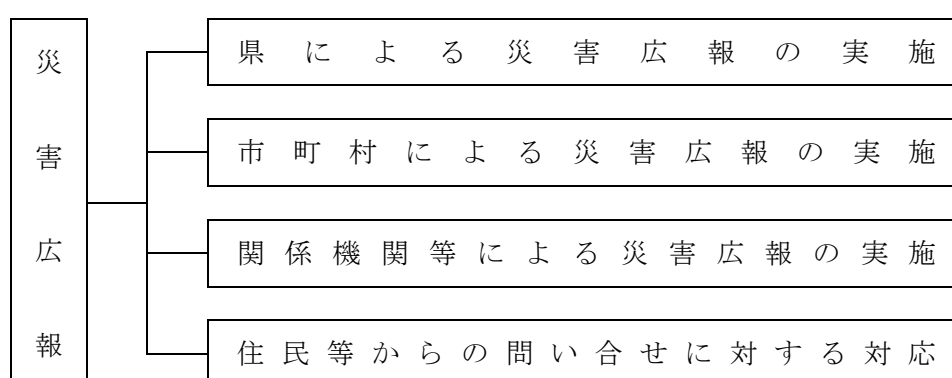 災害広報
県による災害広報の実施
市町村による災害広報の実施
関係機関等による災害広報の実施
住民等からの問い合せに対する対応